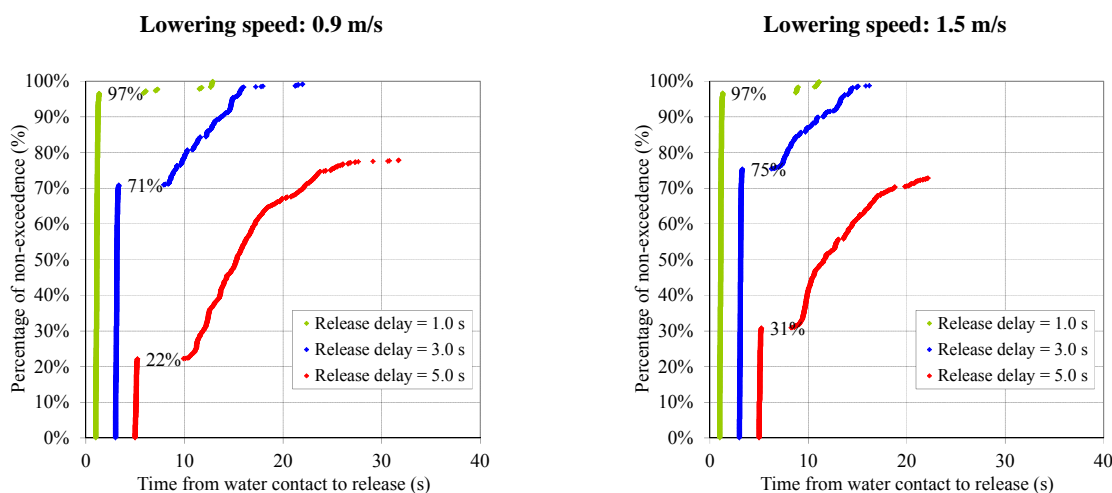 Lowering speed: 0.9 m/s
100%
90%
80%
70%
60%
50%
40%
30%
20%
10%
0%
Percentage of non-exceedence (%)
97%
71%
22%
Release delay = 1.0 s
Release delay = 3.0 s
Release delay = 5.0 s
0 10 20 30 40
Time from water contact to release (s)
Lowering speed: 1.5 m/s
100%
90%
80%
70%
60%
50%
40%
30%
20%
10%
0%
Percentage of non-exceedence (%)
97%
75%
31%
Release delay = 1.0 s
Release delay = 3.0 s
Release delay = 5.0 s
0 10 20 30 40
Time from water contact to release (s)